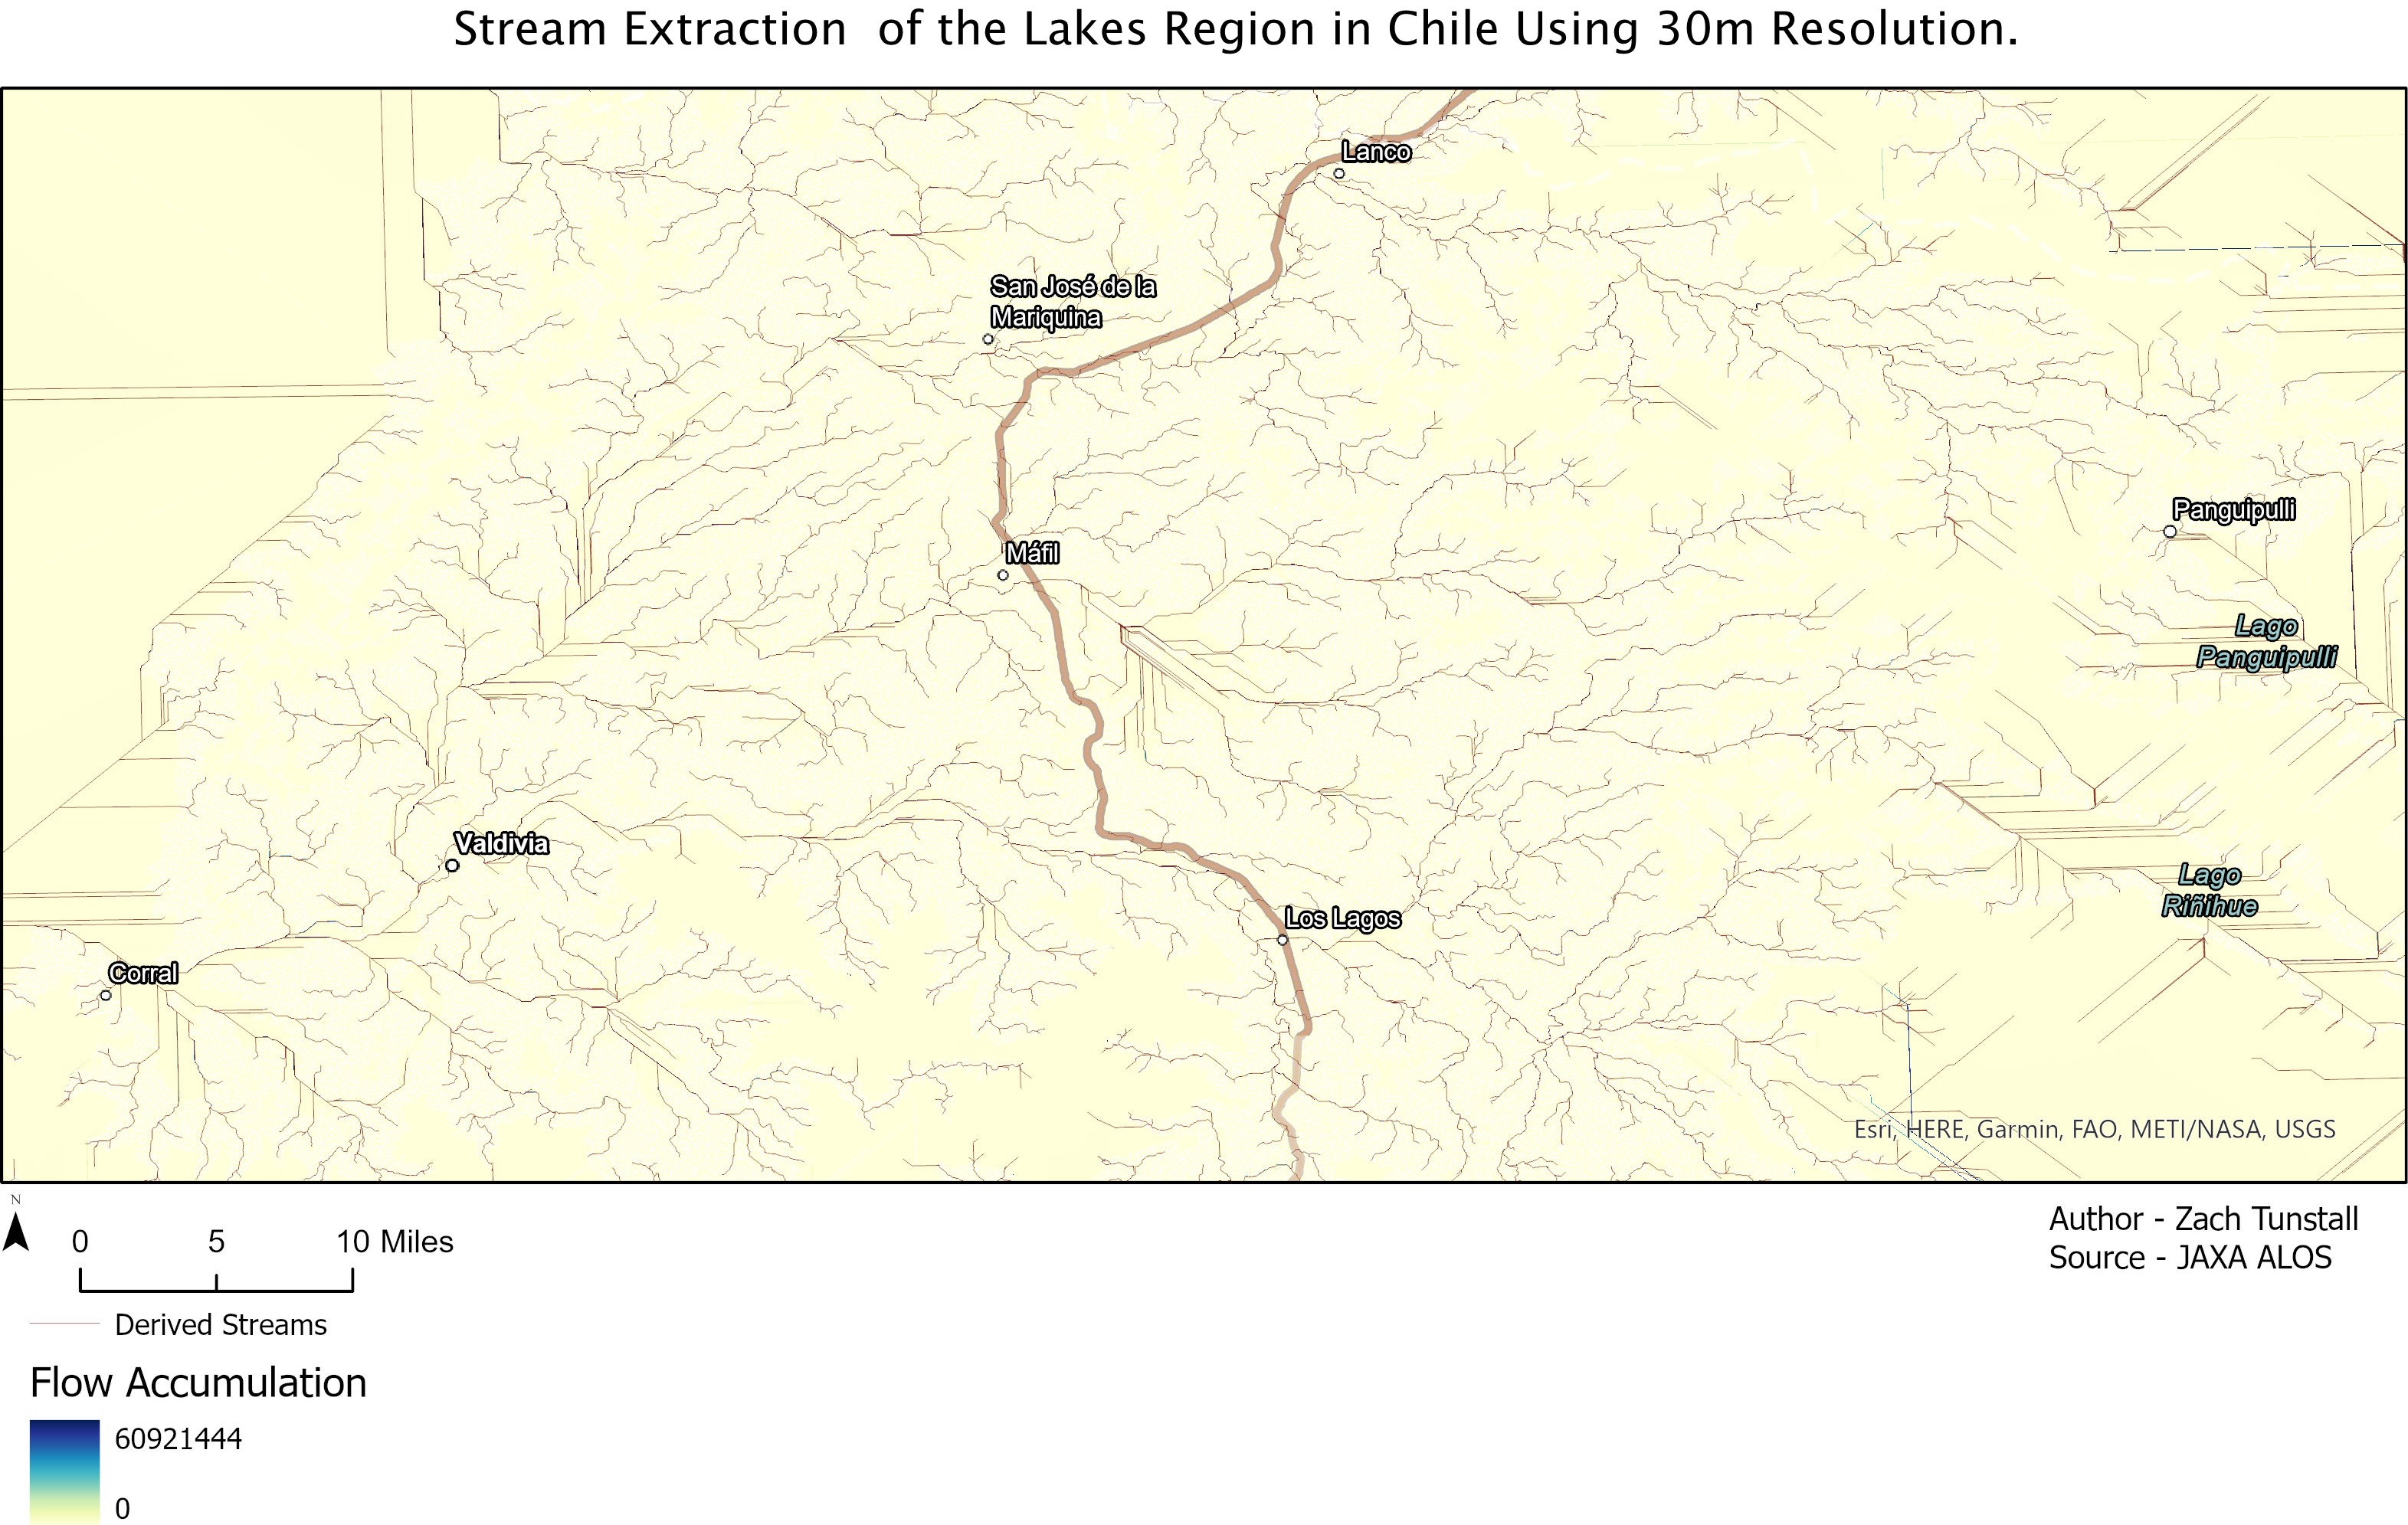 Stream Extraction  of the Lakes Region in Chile Using 30m Resolution.
Lanco
San José de la
Mariquina
Panguipulli
Máfil
Lago
Panguipulli
Valdivia
Lago
Riñihue
Los Lagos
Corral
Esri, HERE, Garmin, FAO, METI/NASA, USGS
N
0 5 10 Miles
Author - Zach Tunstall
Source - JAXA ALOS
Derived Streams
Flow Accumulation
60921444
0